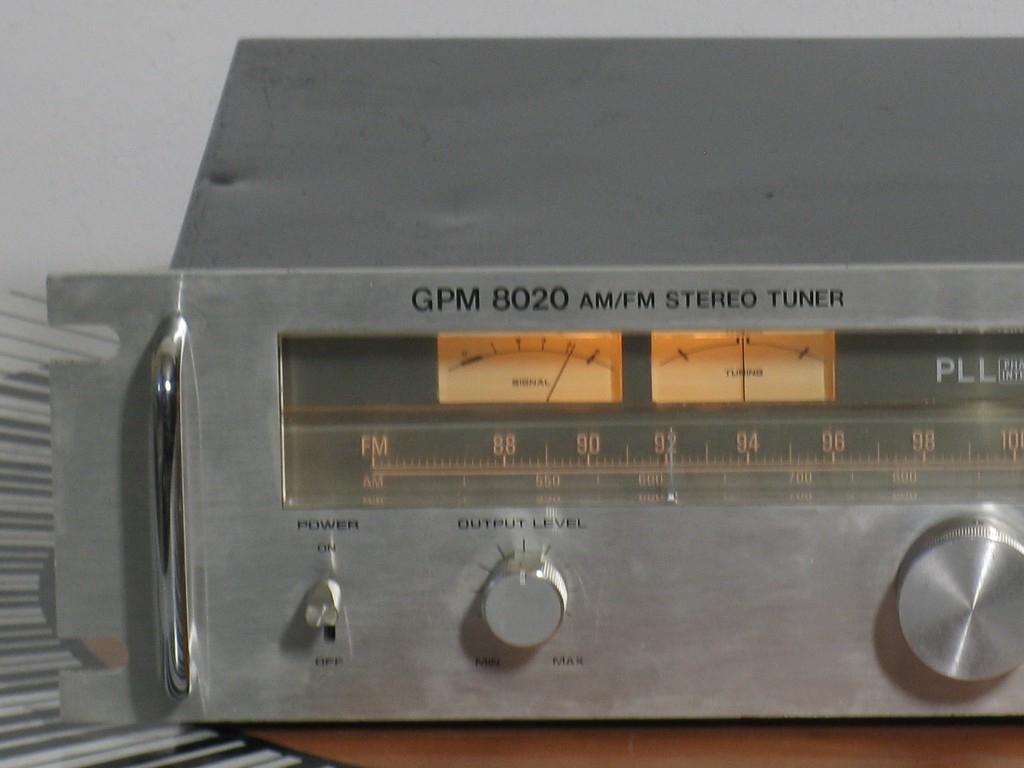 GPM 8020 AM/FM STEREO TUNER
SIGNAL
TUNING
PLL
FM 88 90 92 94 96 98 100
AM 550 600 700 800
POWER
ON
OFF
OUTPUT LEVEL
MIN MAX